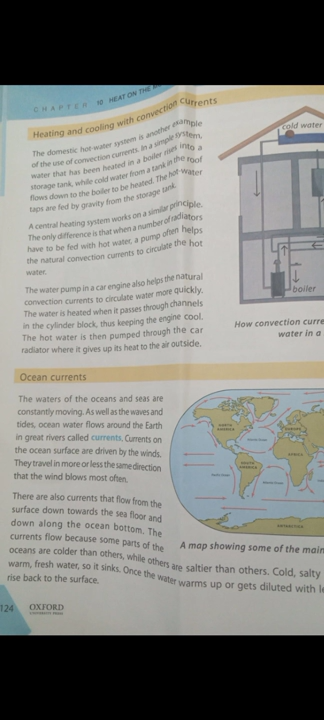 CHAPTER 10 HEAT ON THE
Heating and cooling with convection currents
The domestic hot-water system is another example
of the use of convection currents. In a simple system,
water that has been heated in a boiler rises into a
storage tank, while cold water from a tank in the roof
flows down to the boiler to be heated. The hot-water
taps are fed by gravity from the storage tank.
A central heating system works on a similar principle.
The only difference is that when a number of radiators
have to be fed with hot water, a pump often helps
the natural convection currents to circulate the hot
water.
The water pump in a car engine also helps the natural
convection currents to circulate water more quickly.
The water is heated when it passes through channels
in the cylinder block, thus keeping the engine cool.
The hot water is then pumped through the car
radiator where it gives up its heat to the air outside.
cold water
boiler
How convection curre
water in a
Ocean currents
The waters of the oceans and seas are
constantly moving. As well as the waves and
tides, ocean water flows around the Earth
in great rivers called currents. Currents on
the ocean surface are driven by the winds.
They travel in more or less the same direction
that the wind blows most often.
There are also currents that flow from the
surface down towards the sea floor and
down along the ocean bottom. The
currents flow because some parts of the
oceans are colder than others, while others are saltier than others. Cold, salty
warm, fresh water, so it sinks. Once the water warms up or gets diluted with le
rise back to the surface.
NORTH
AMERICA
SOUTH
AMERICA
EUROPE
AFRICA
ANTARCTICA
A map showing some of the main
124 OXFORD
UNIVERSITY PRESS